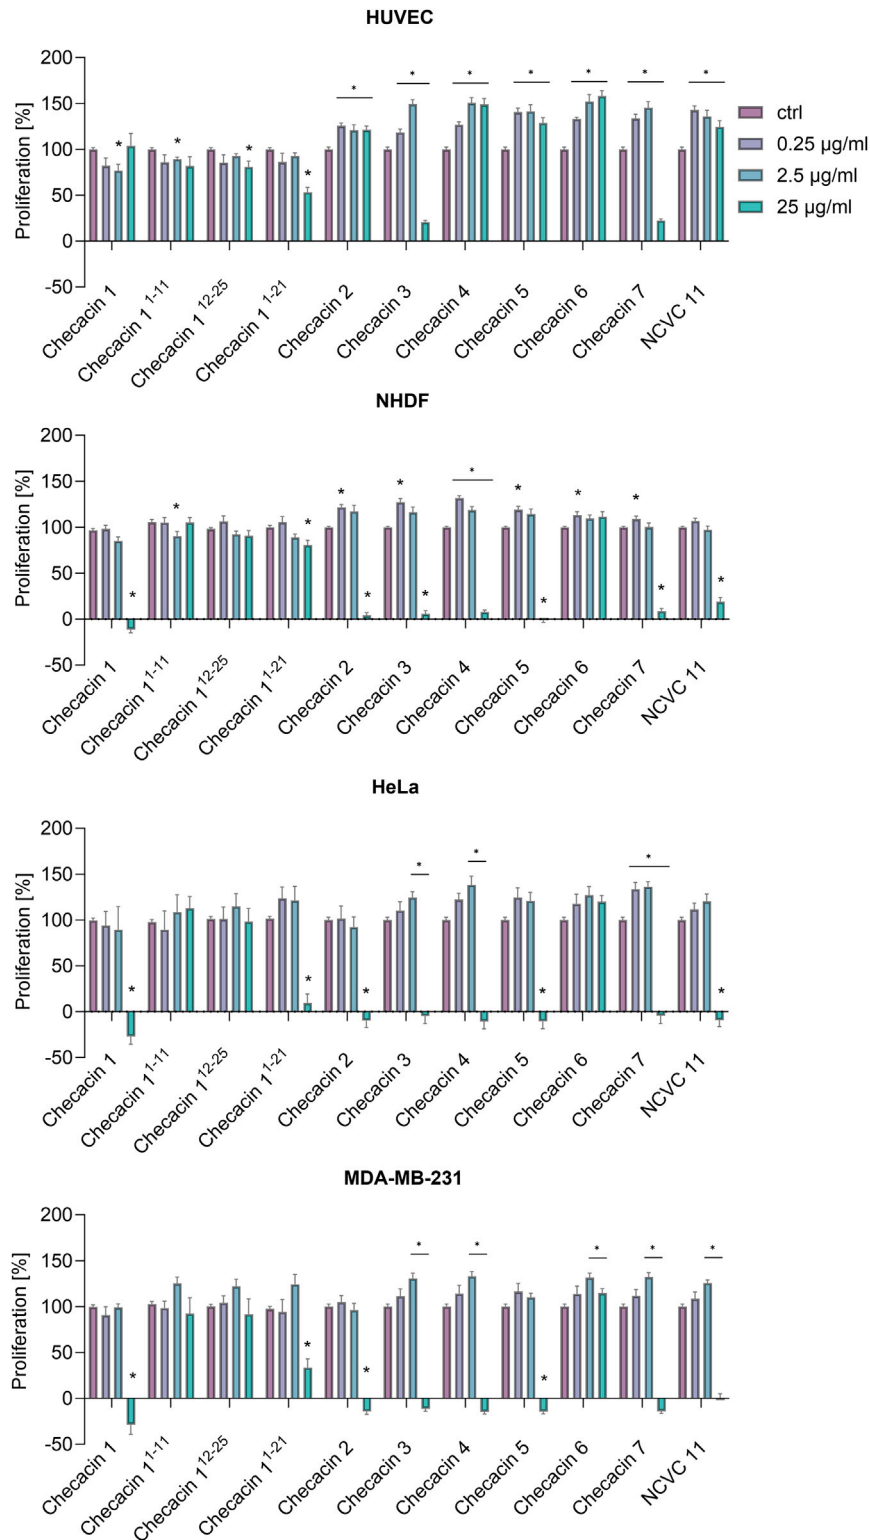 HUVEC
Proliferation [%]
200
150
100
50
0
-50
* * * * * * * * * * *
ctrl
0.25 µg/ml
2.5 µg/ml
25 µg/ml
Checacin 1
Checacin 1 1-11
Checacin 1 12-25
Checacin 1 1-21
Checacin 2
Checacin 3
Checacin 4
Checacin 5
Checacin 6
Checacin 7
NCVC 11
NHDF
Proliferation [%]
200
150
100
50
0
-50
* * * * * * * * * * * * * * *
Checacin 1
Checacin 1 1-11
Checacin 1 12-25
Checacin 1 1-21
Checacin 2
Checacin 3
Checacin 4
Checacin 5
Checacin 6
Checacin 7
NCVC 11
HeLa
Proliferation [%]
200
150
100
50
0
-50
* * * * * * * *
Checacin 1
Checacin 1 1-11
Checacin 1 12-25
Checacin 1 1-21
Checacin 2
Checacin 3
Checacin 4
Checacin 5
Checacin 6
Checacin 7
NCVC 11
MDA-MB-231
Proliferation [%]
200
150
100
50
0
-50
* * * * * * * * *
Checacin 1
Checacin 1 1-11
Checacin 1 12-25
Checacin 1 1-21
Checacin 2
Checacin 3
Checacin 4
Checacin 5
Checacin 6
Checacin 7
NCVC 11